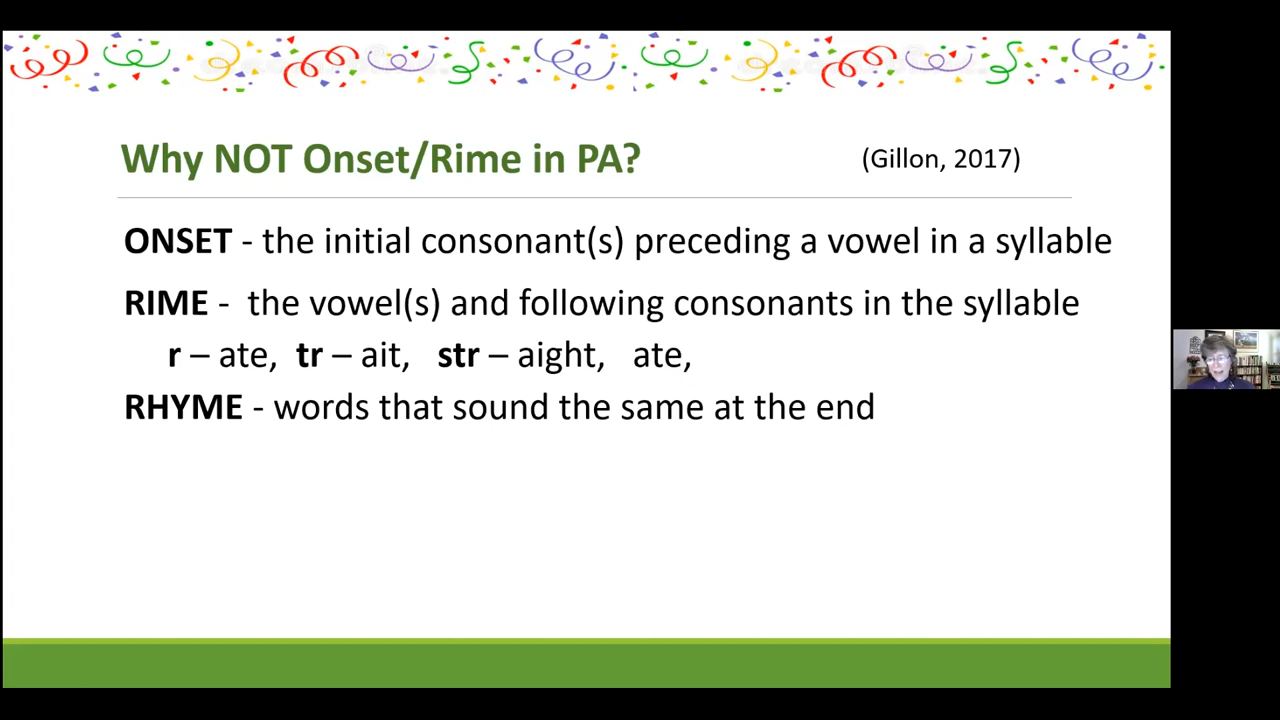 Why NOT Onset/Rime in PA?
(Gillon, 2017)
ONSET - the initial consonant(s) preceding a vowel in a syllable
RIME - the vowel(s) and following consonants in the syllable
r – ate, tr – ait, str – aight, ate,
RHYME - words that sound the same at the end